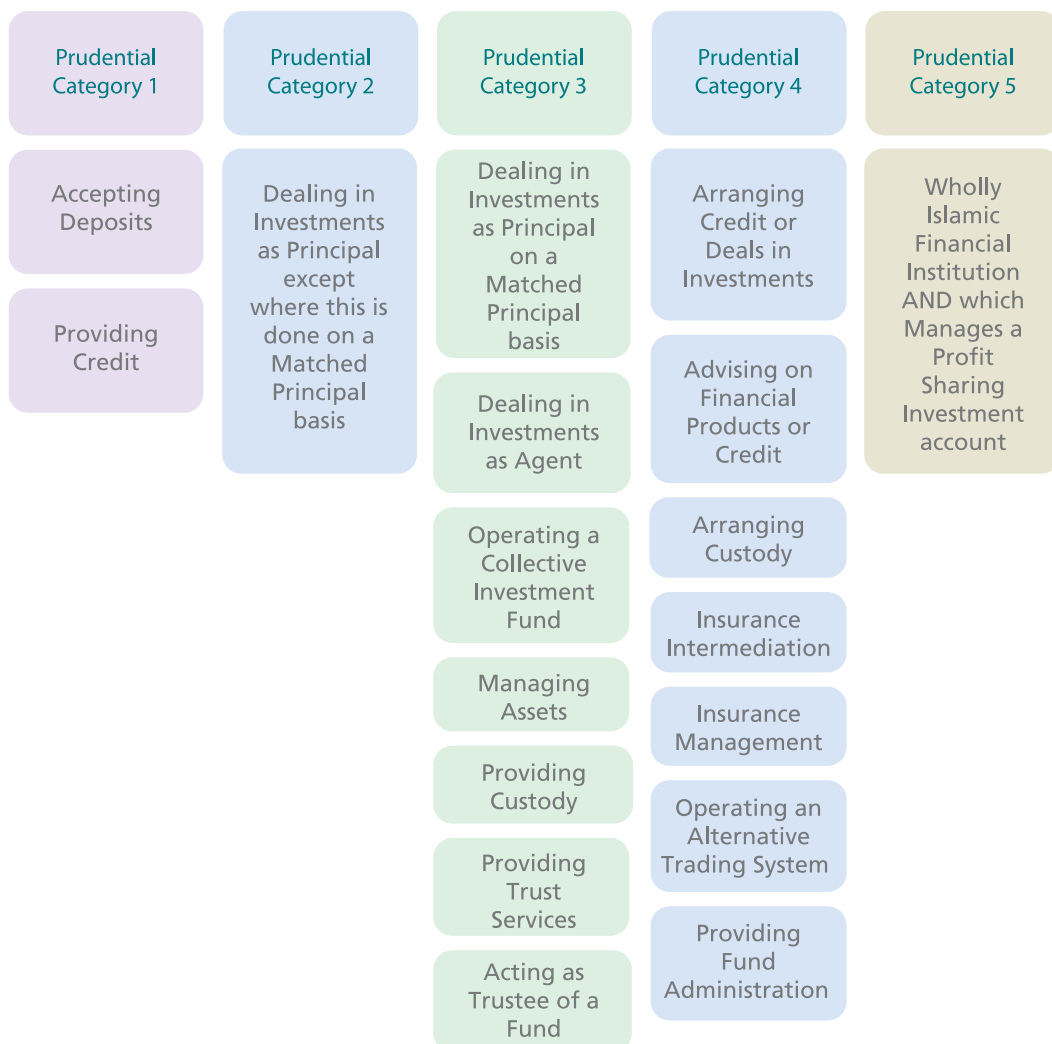 Prudential
Category 1
Prudential
Category 2
Prudential
Category 3
Prudential
Category 4
Prudential
Category 5
Accepting
Deposits
Providing
Credit
Dealing in
Investments
as Principal
except
where this is
done on a
Matched
Principal
basis
Dealing in
Investments
as Principal
on a
Matched
Principal
basis
Dealing in
Investments
as Agent
Operating a
Collective
Investment
Fund
Managing
Assets
Providing
Custody
Providing
Trust
Services
Acting as
Trustee of a
Fund
Arranging
Credit or
Deals in
Investments
Advising on
Financial
Products or
Credit
Arranging
Custody
Insurance
Intermediation
Insurance
Management
Operating an
Alternative
Trading System
Providing
Fund
Administration
Wholly
Islamic
Financial
Institution
AND which
Manages a
Profit
Sharing
Investment
account